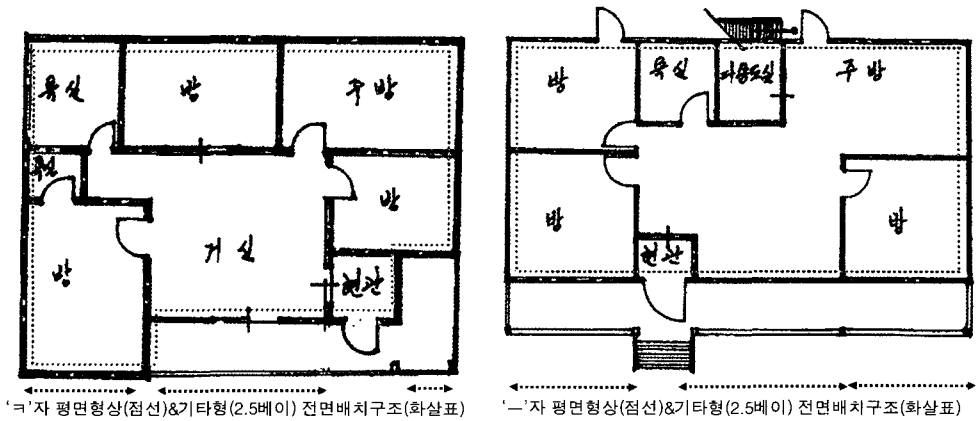 욕실
방
주방
욕실
방
거실
방
현관
'ㅋ'자 평면형상(점선)&기타형(2.5베이) 전면배치구조(화살표)
방
욕실
다용도실
주방
방
방
현관
'ㅡ'자 평면형상(점선)&기타형(2.5베이) 전면배치구조(화살표)